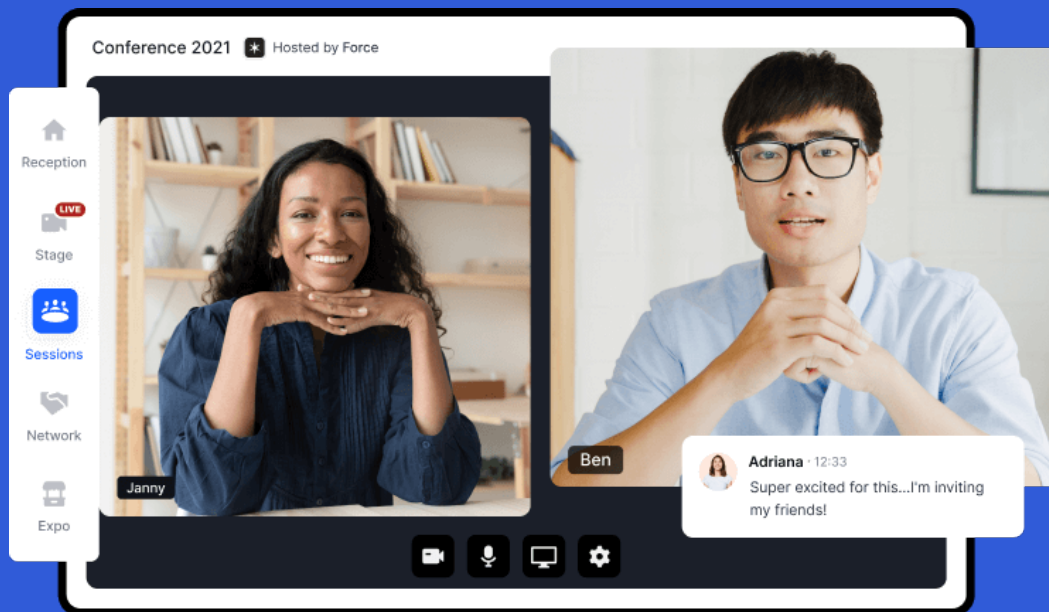 Conference 2021 Hosted by Force
Reception
LIVE
Stage
Sessions
Network
Expo
Janny
Ben
Adriana · 12:33
Super excited for this...I'm inviting
my friends!